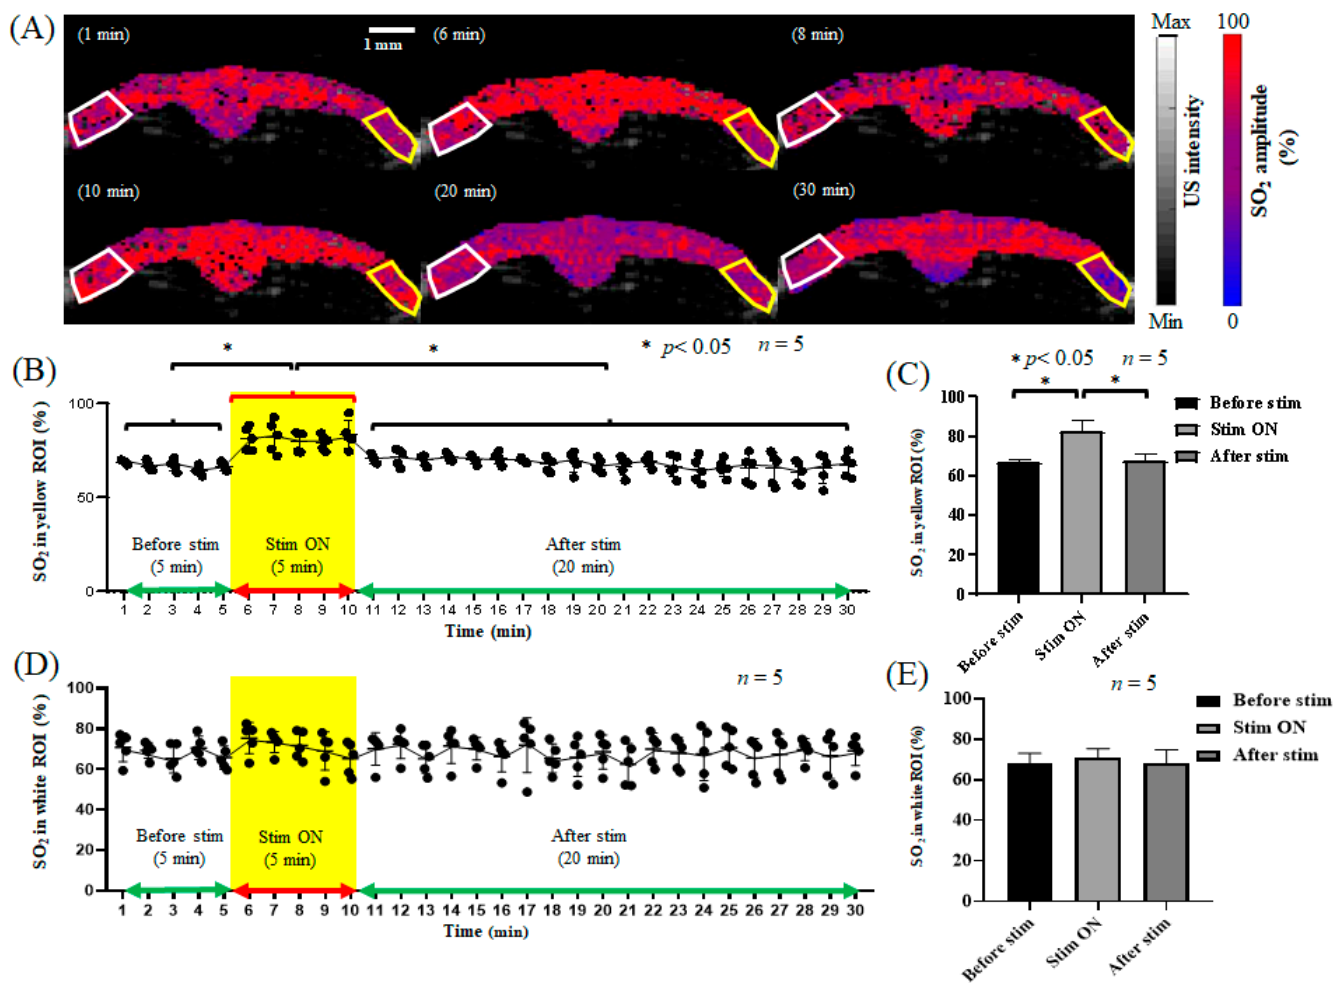 (A)
(1 min)
1 mm
(6 min)
(8 min)
(10 min)
(20 min)
(30 min)
Max
Min
US intensity
100
0
SO₂ amplitude
(%)
(B)
* * * p< 0.05 n = 5
SO₂ in yellow ROI (%)
100
50
0
Before stim
(5 min)
Stim ON
(5 min)
After stim
(20 min)
1 2 3 4 5 6 7 8 9 10 11 12 13 14 15 16 17 18 19 20 21 22 23 24 25 26 27 28 29 30
Time (min)
(C)
* p< 0.05 n = 5
* *
SO₂ in yellow ROI (%)
100
80
60
40
20
0
Before stim
Stim ON
After stim
Before stim
Stim ON
After stim
(D)
n = 5
SO₂ in white ROI (%)
100
80
60
40
20
0
Before stim
(5 min)
Stim ON
(5 min)
After stim
(20 min)
1 2 3 4 5 6 7 8 9 10 11 12 13 14 15 16 17 18 19 20 21 22 23 24 25 26 27 28 29 30
Time (min)
(E)
n = 5
SO₂ in white ROI (%)
100
80
60
40
20
0
Before stim
Stim ON
After stim
Before stim
Stim ON
After stim